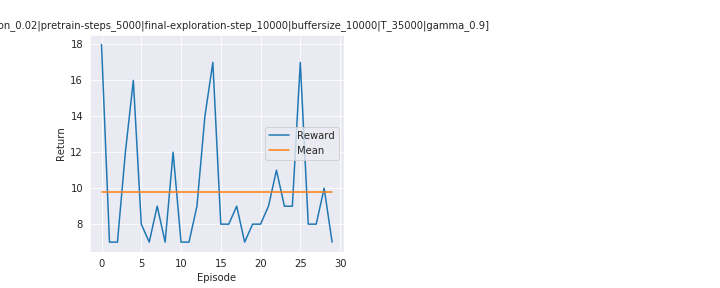 on_0.02|pretrain-steps_5000|final-exploration-step_10000|buffersize_10000|T_35000|gamma_0.9]
18
16
14
12
10
8
Return
Reward
Mean
0 5 10 15 20 25 30
Episode